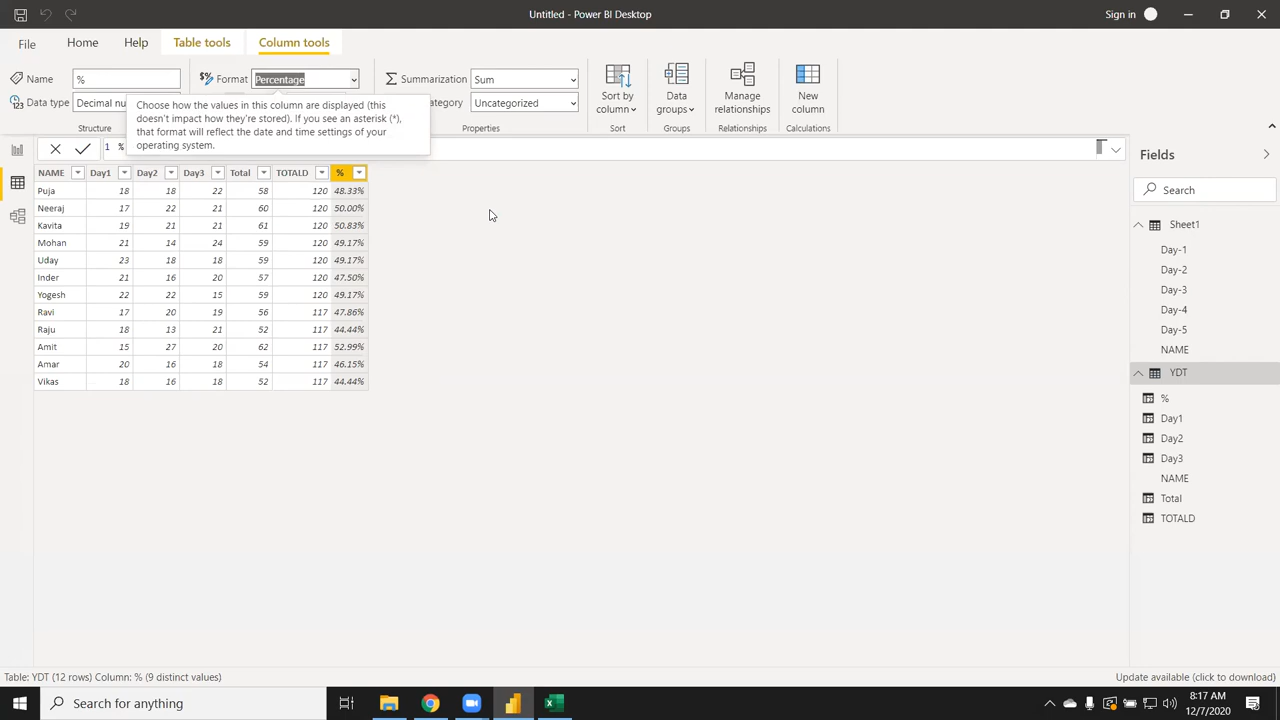 Untitled - Power BI Desktop
Sign in
File
Home
Help
Table tools
Column tools
Name
%
Format
Percentage
Summarization
Sum
Data type
Decimal nu
Category
Uncategorized
Structure
Properties
Sort by
column
Sort
Data
groups
Groups
Manage
relationships
Relationships
New
column
Calculations
Choose how the values in this column are displayed (this
doesn't impact how they're stored). If you see an asterisk (*),
that format will reflect the date and time settings of your
operating system.
1 %
NAME Day1 Day2 Day3 Total TOTALD %
Puja 18 18 22 58 120 48.33%
Neeraj 17 22 21 60 120 50.00%
Kavita 19 21 21 61 120 50.83%
Mohan 21 14 24 59 120 49.17%
Uday 23 18 18 59 120 49.17%
Inder 21 16 20 57 120 47.50%
Yogesh 22 22 15 59 120 49.17%
Ravi 17 20 19 56 117 47.86%
Raju 18 13 21 52 117 44.44%
Amit 15 27 20 62 117 52.99%
Amar 20 16 18 54 117 46.15%
Vikas 18 16 18 52 117 44.44%
Fields
Search
Sheet1
Day-1
Day-2
Day-3
Day-4
Day-5
NAME
YDT
%
Day1
Day2
Day3
NAME
Total
TOTALD
Table: YDT (12 rows) Column: % (9 distinct values)
Update available (click to download)
Search for anything
8:17 AM
12/7/2020